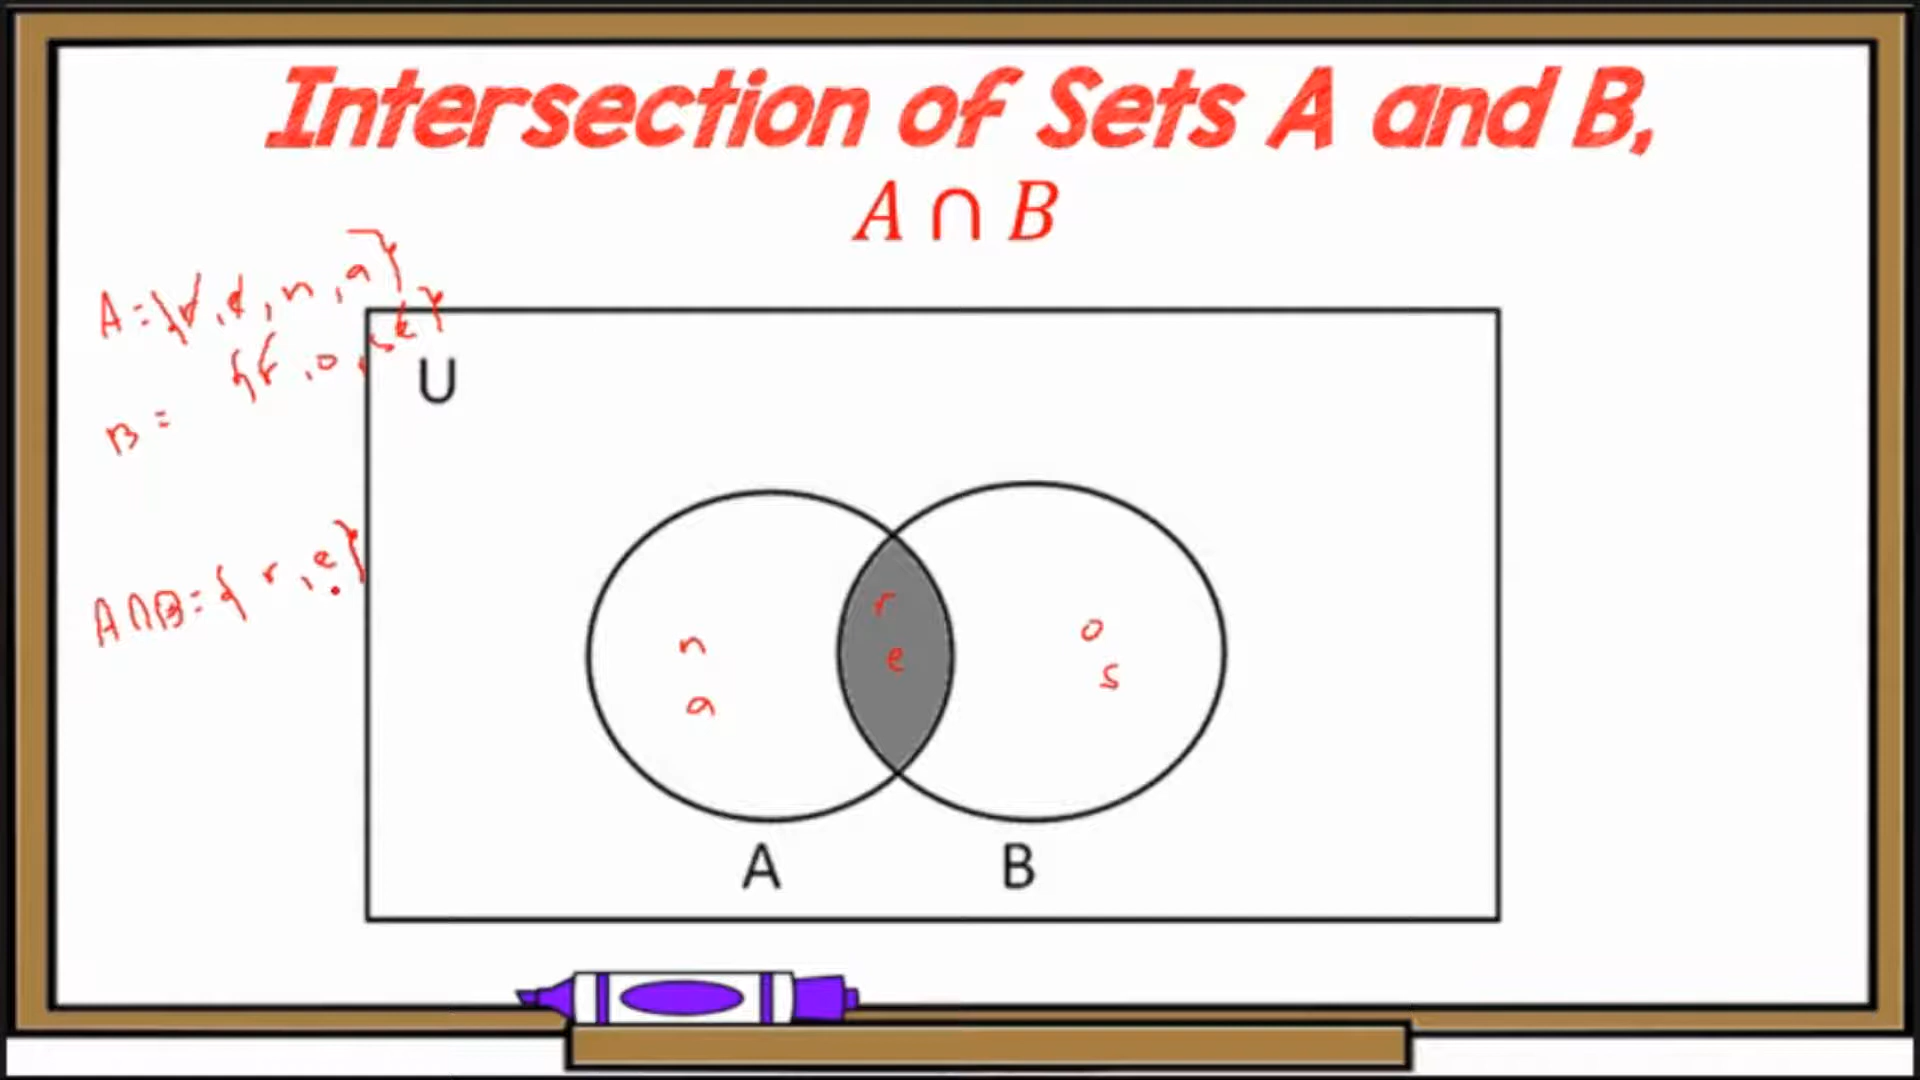 Intersection of Sets A and B,
A ∩ B
A = {r, e, n, a}
B = {r, o, s, e}
U
A∩B = { r, e}
r
n e o
a s
A B